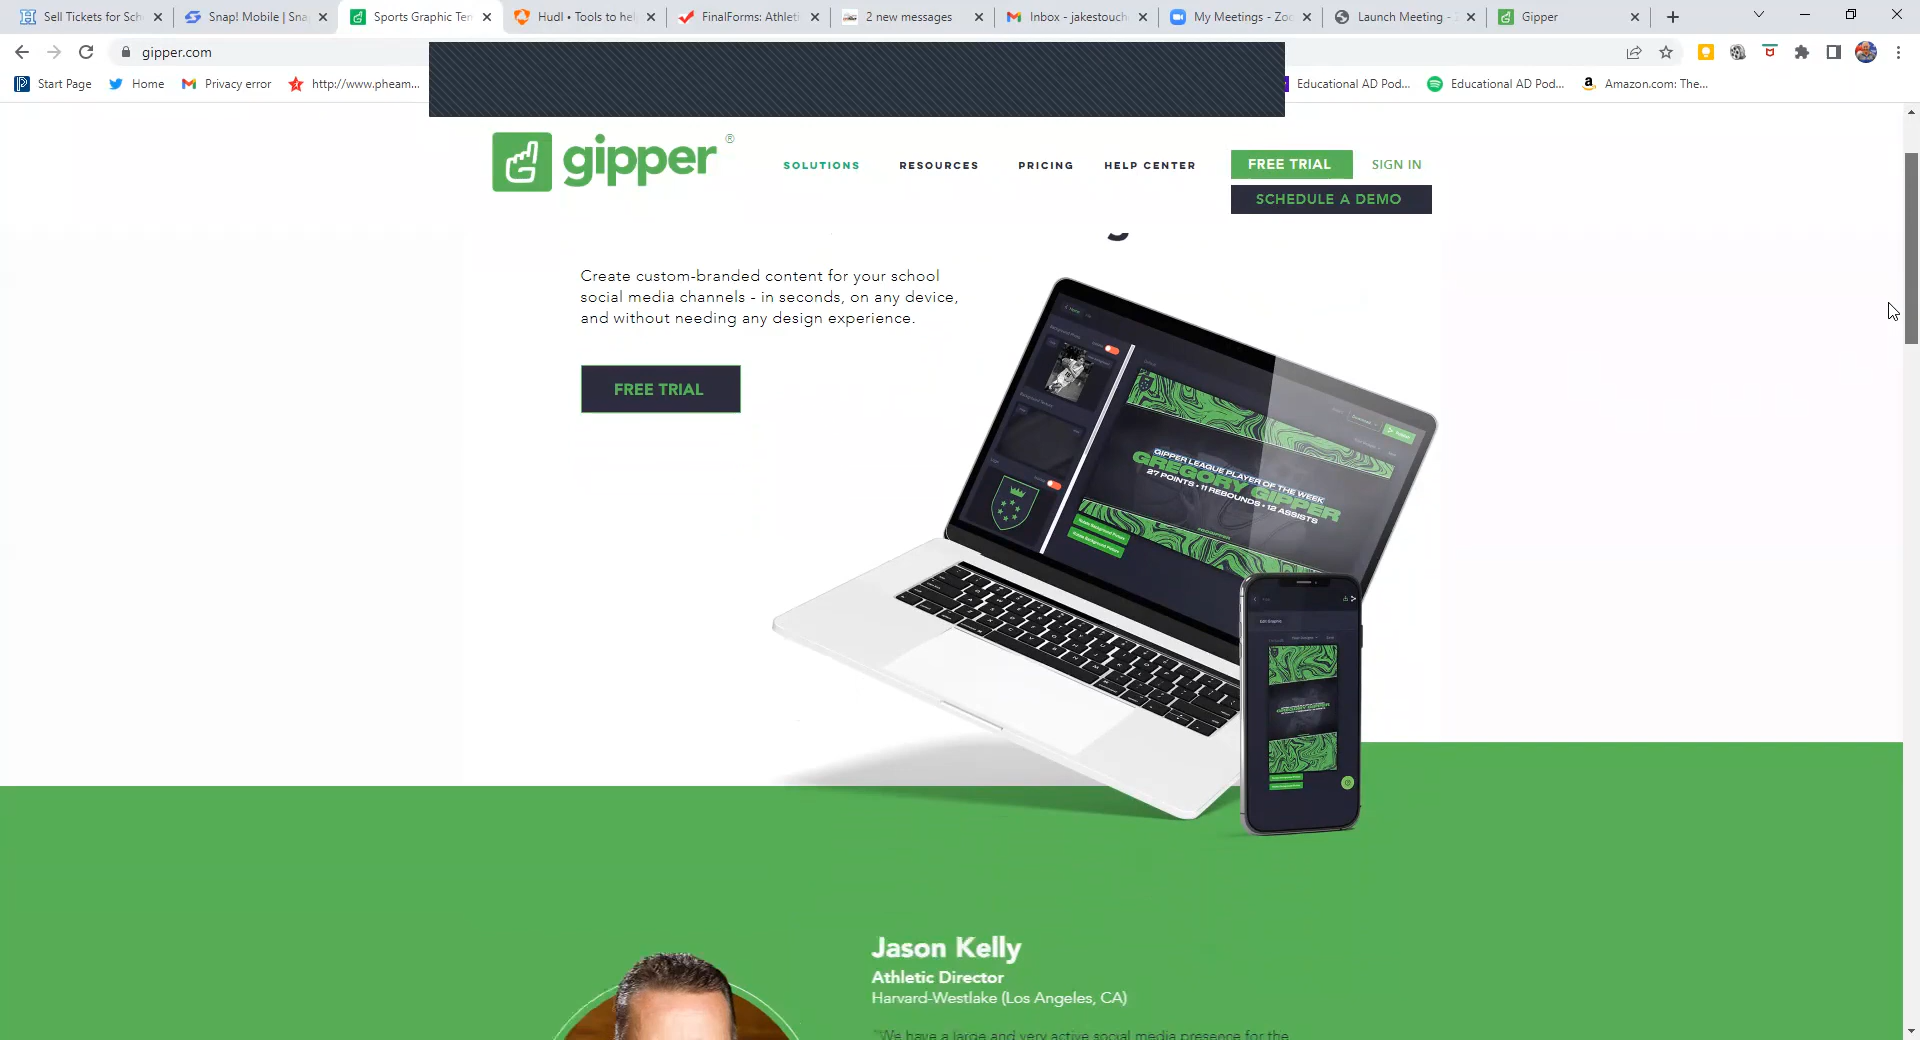 Sell Tickets for Sch
Snap! Mobile | Sna
Sports Graphic Ten
Hudl • Tools to hel
FinalForms: Athleti
2 new messages
Inbox - jakestouch
My Meetings - Zoo
Launch Meeting -
Gipper
gipper.com
Start Page
Home
Privacy error
http://www.pheam...
Educational AD Pod...
Educational AD Pod...
Amazon.com: The...
gipper®
SOLUTIONS
RESOURCES
PRICING
HELP CENTER
FREE TRIAL
SIGN IN
SCHEDULE A DEMO
Create custom-branded content for your school
social media channels - in seconds, on any device,
and without needing any design experience.
FREE TRIAL
GIPPER LEAGUE PLAYER OF THE WEEK
GREGORY GIPPER
27 POINTS • 11 REBOUNDS • 12 ASSISTS
Jason Kelly
Athletic Director
Harvard-Westlake (Los Angeles, CA)
"We have a large and very active social media presence for the